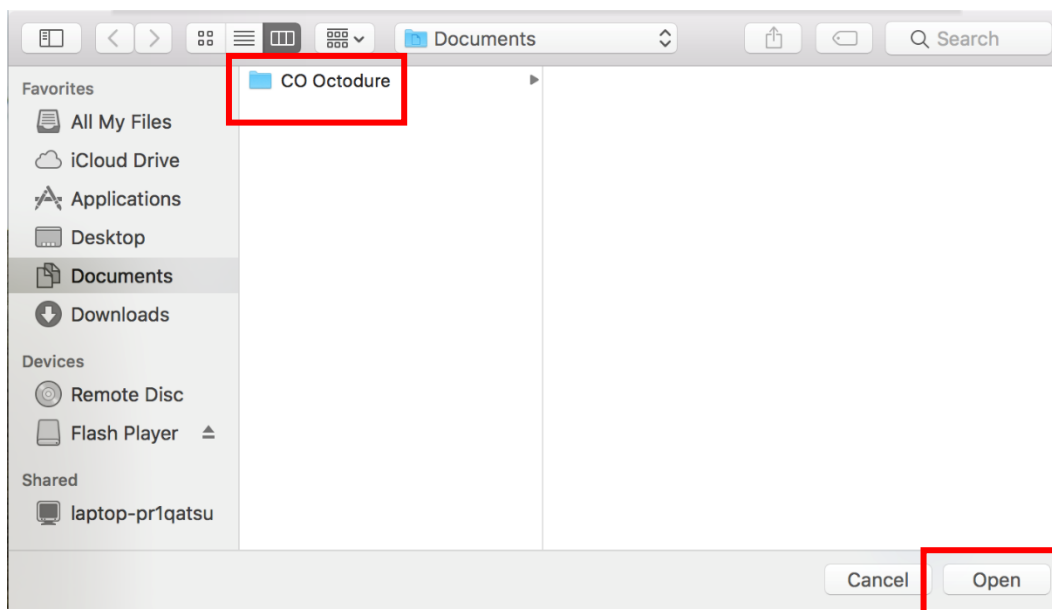 Documents
Search
Favorites
All My Files
iCloud Drive
Applications
Desktop
Documents
Downloads
Devices
Remote Disc
Flash Player
Shared
laptop-pr1qatsu
CO Octodure
Cancel
Open